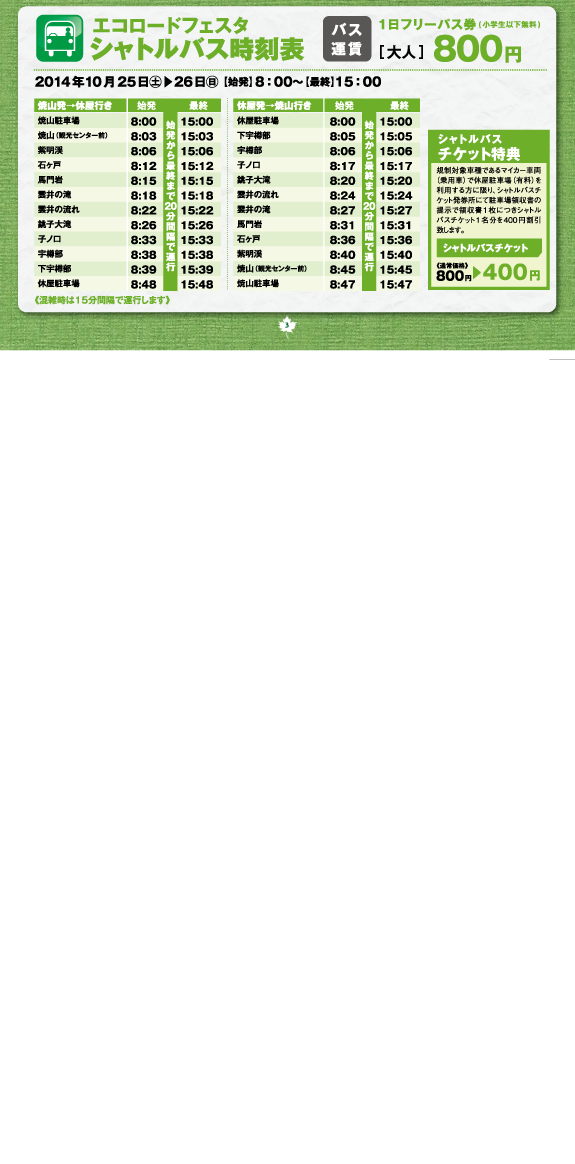 エコロードフェスタ
シャトルバス時刻表
バス
運賃
1日フリーバス券(小学生以下無料)
[大人] 800円
2014年10月25日㊏▶26日㊐ [始発]8：00〜[最終]15：00
焼山発→休屋行き 始発 最終
焼山駐車場 8:00 15:00
焼山(観光センター前) 8:03 15:03
紫明渓 8:06 15:06
石ヶ戸 8:12 15:12
馬門岩 8:15 15:15
雲井の滝 8:18 15:18
雲井の流れ 8:22 15:22
銚子大滝 8:26 15:26
子ノ口 8:33 15:33
宇樽部 8:38 15:38
下宇樽部 8:39 15:39
休屋駐車場 8:48 15:48
始発から最終まで20分間隔で運行
《混雑時は15分間隔で運行します》
休屋発→焼山行き 始発 最終
休屋駐車場 8:00 15:00
下宇樽部 8:05 15:05
宇樽部 8:06 15:06
子ノ口 8:17 15:17
銚子大滝 8:20 15:20
雲井の流れ 8:24 15:24
雲井の滝 8:27 15:27
馬門岩 8:31 15:31
石ヶ戸 8:36 15:36
紫明渓 8:40 15:40
焼山(観光センター前) 8:45 15:45
焼山駐車場 8:47 15:47
始発から最終まで20分間隔で運行
シャトルバス
チケット特典
規制対象車種であるマイカー車両
(乗用車)で休屋駐車場(有料)を
利用する方に限り、シャトルバスチ
ケット発券所にて駐車場領収書の
提示で領収書1枚につきシャトル
バスチケット1名分を400円割引
致します。
シャトルバスチケット
《通常価格》
800円▶400円
3